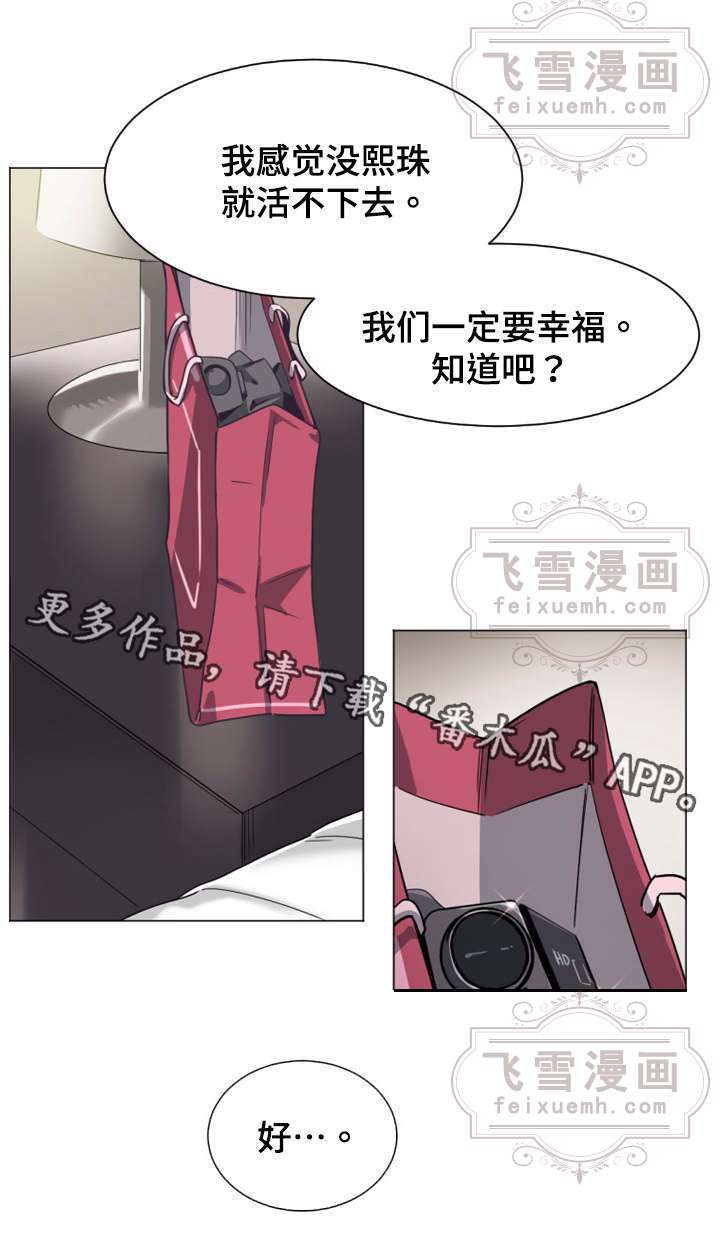 飞雪漫画
feixuemh.com
我感觉没熙珠
就活不下去。
我们一定要幸福。
知道吧？
飞雪漫画
feixuemh.com
更多作品，请下载“番木瓜”APP。
HD
飞雪漫画
feixuemh.com
好…。